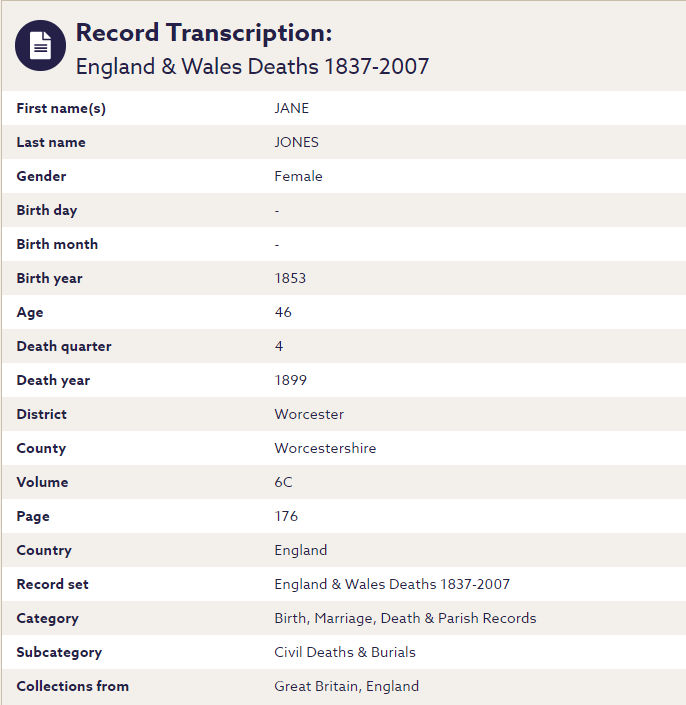 Record Transcription:
England & Wales Deaths 1837-2007
First name(s) JANE
Last name JONES
Gender Female
Birth day -
Birth month -
Birth year 1853
Age 46
Death quarter 4
Death year 1899
District Worcester
County Worcestershire
Volume 6C
Page 176
Country England
Record set England & Wales Deaths 1837-2007
Category Birth, Marriage, Death & Parish Records
Subcategory Civil Deaths & Burials
Collections from Great Britain, England